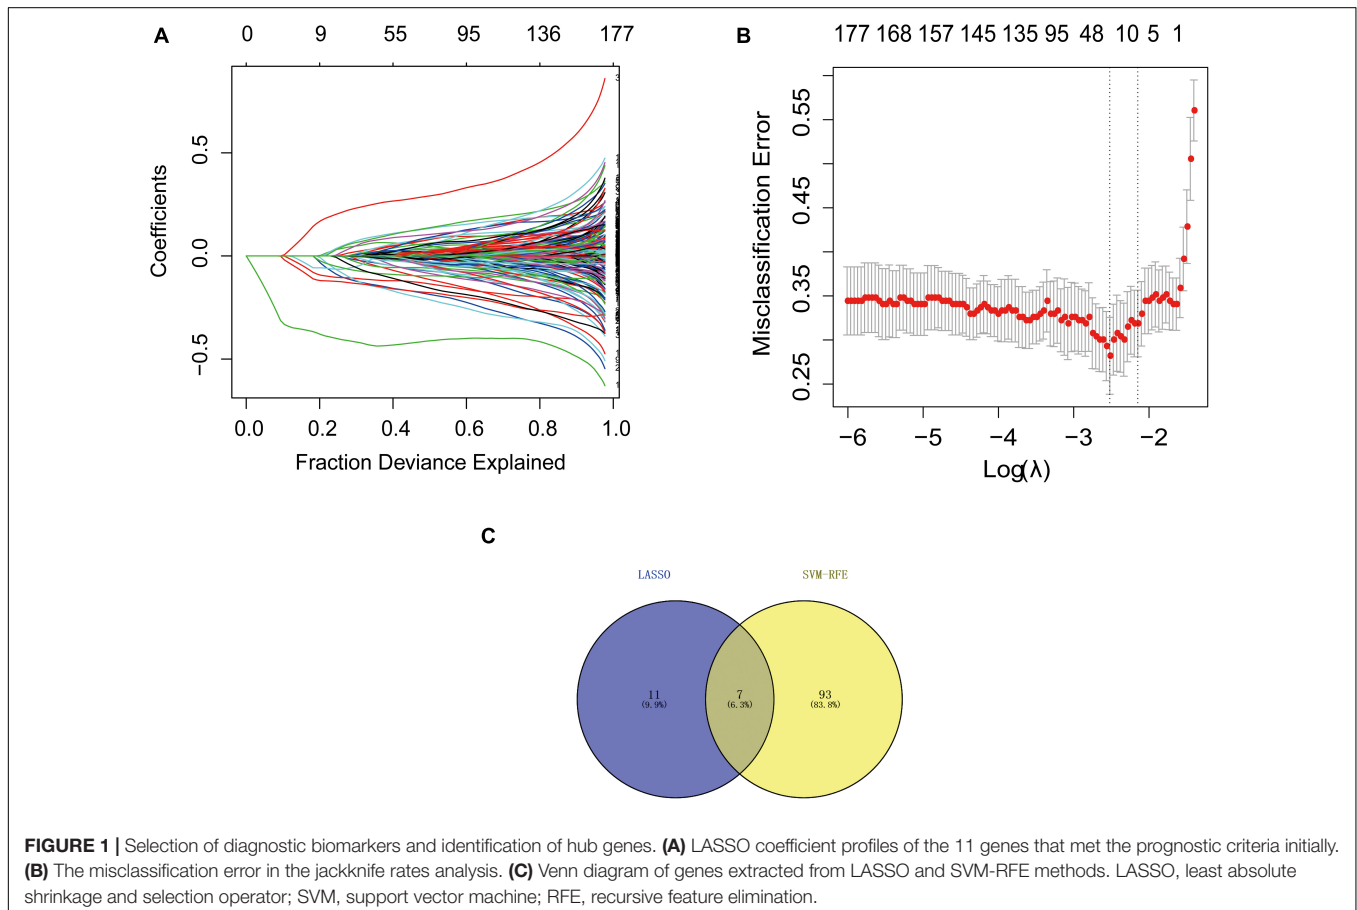 A
0 9 55 95 136 177
0.5
0.0
−0.5
Coefficients
0.0 0.2 0.4 0.6 0.8 1.0
Fraction Deviance Explained
B
177 168 157 145 135 95 48 10 5 1
0.55
0.45
0.35
0.25
Misclassification Error
−6 −5 −4 −3 −2
Log(λ)
C
LASSO SVM-RFE
11 7 93
(9.9%) (6.3%) (83.8%)
FIGURE 1 | Selection of diagnostic biomarkers and identification of hub genes. (A) LASSO coefficient profiles of the 11 genes that met the prognostic criteria initially.
(B) The misclassification error in the jackknife rates analysis. (C) Venn diagram of genes extracted from LASSO and SVM-RFE methods. LASSO, least absolute
shrinkage and selection operator; SVM, support vector machine; RFE, recursive feature elimination.